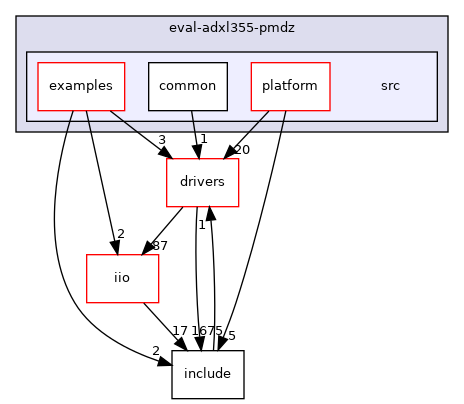 eval-adxl355-pmdz
examples
common
platform
src
3
1
20
drivers
2
87
1
iio
17
1675
5
2
include